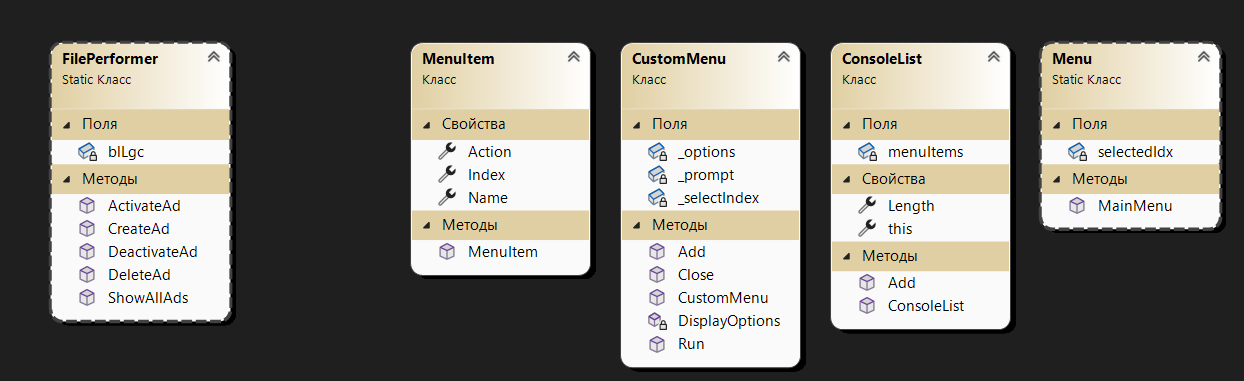 FilePerformer
Static Класс
Поля
blLgc
Методы
ActivateAd
CreateAd
DeactivateAd
DeleteAd
ShowAllAds
MenuItem
Класс
Свойства
Action
Index
Name
Методы
MenuItem
CustomMenu
Класс
Поля
_options
_prompt
_selectIndex
Методы
Add
Close
CustomMenu
DisplayOptions
Run
ConsoleList
Класс
Поля
menuItems
Свойства
Length
this
Методы
Add
ConsoleList
Menu
Static Класс
Поля
selectedIdx
Методы
MainMenu